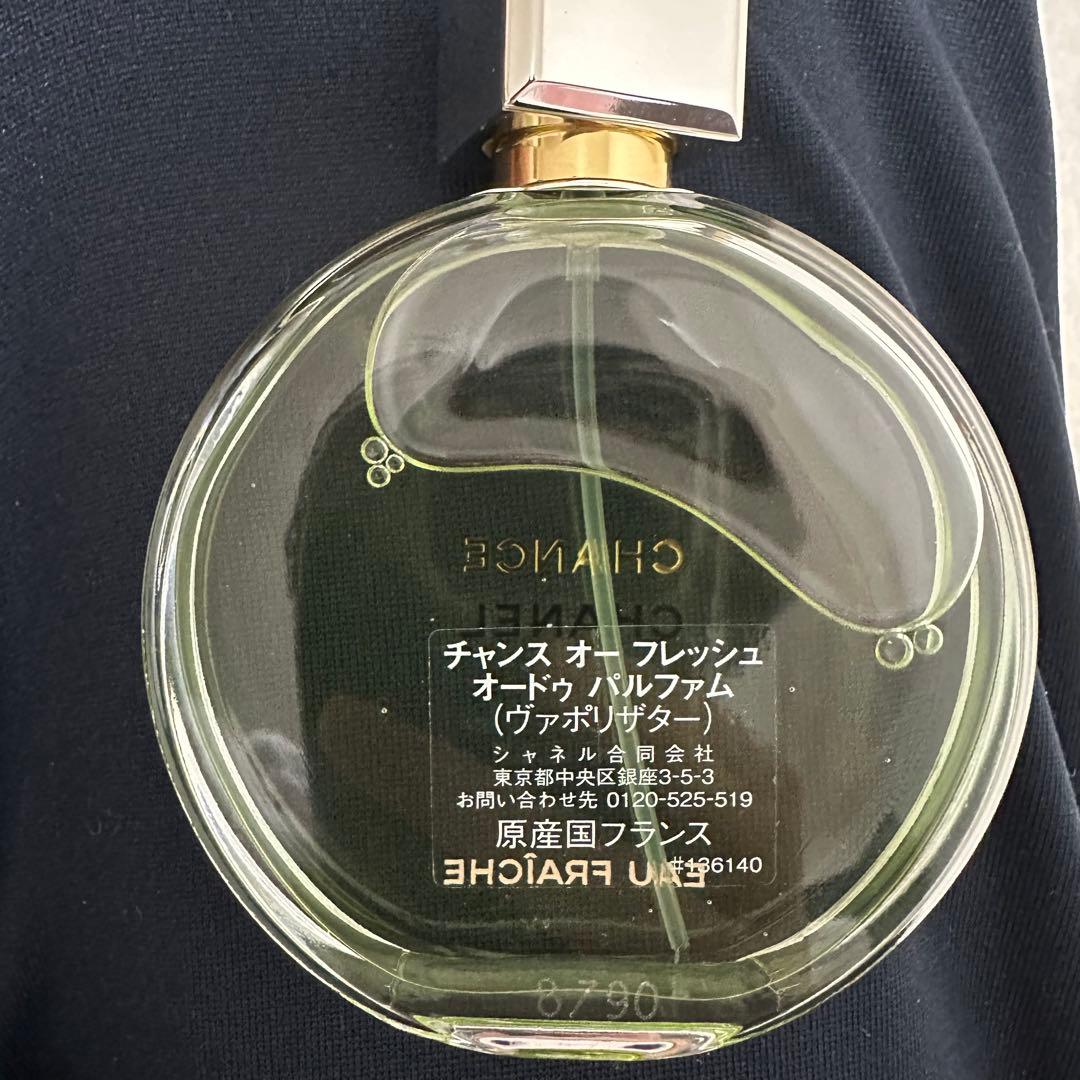 CHANCE
CHANEL
チャンス オー フレッシュ
オードゥ パルファム
(ヴァポリザター)
シャネル合同会社
東京都中央区銀座3-5-3
お問い合わせ先 0120-525-519
原産国フランス
#136140
EAU FRAÎCHE
8790